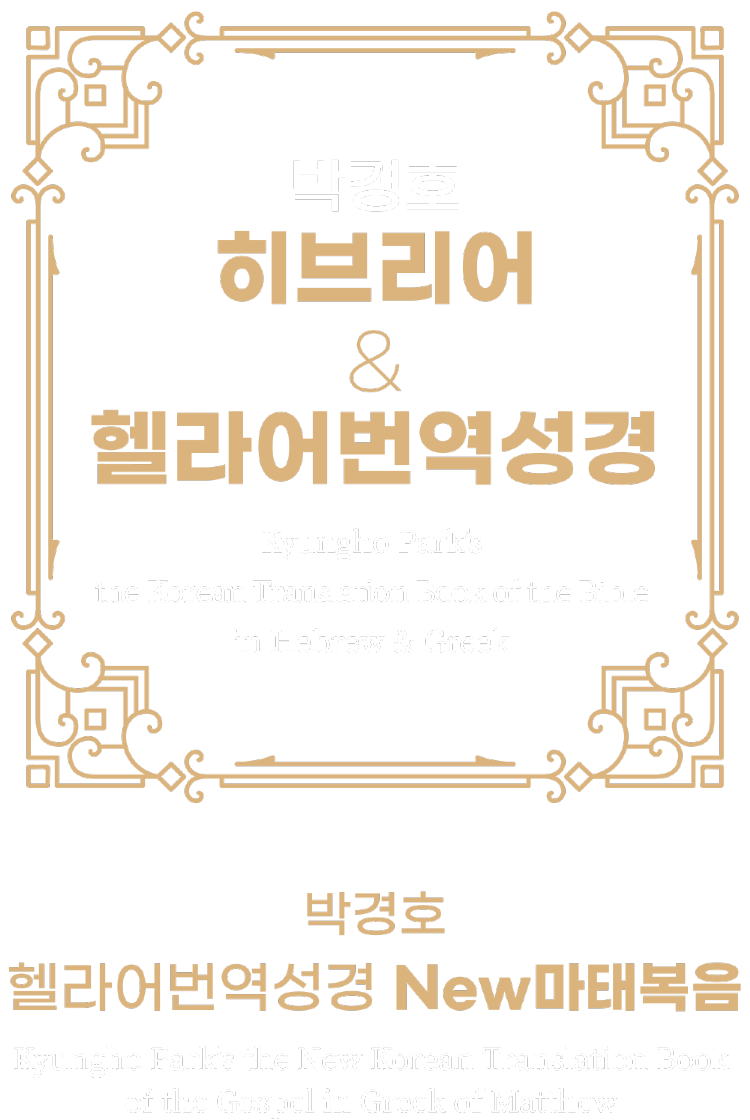 박경호
히브리어
&
헬라어번역성경
Kyungho Park's
the Korean Translation Book of the Bible
in Hebrew & Greek
박경호
헬라어번역성경 New마태복음
Kyungho Park's the New Korean Translation Book
of the Gospel in Greek of Matthew